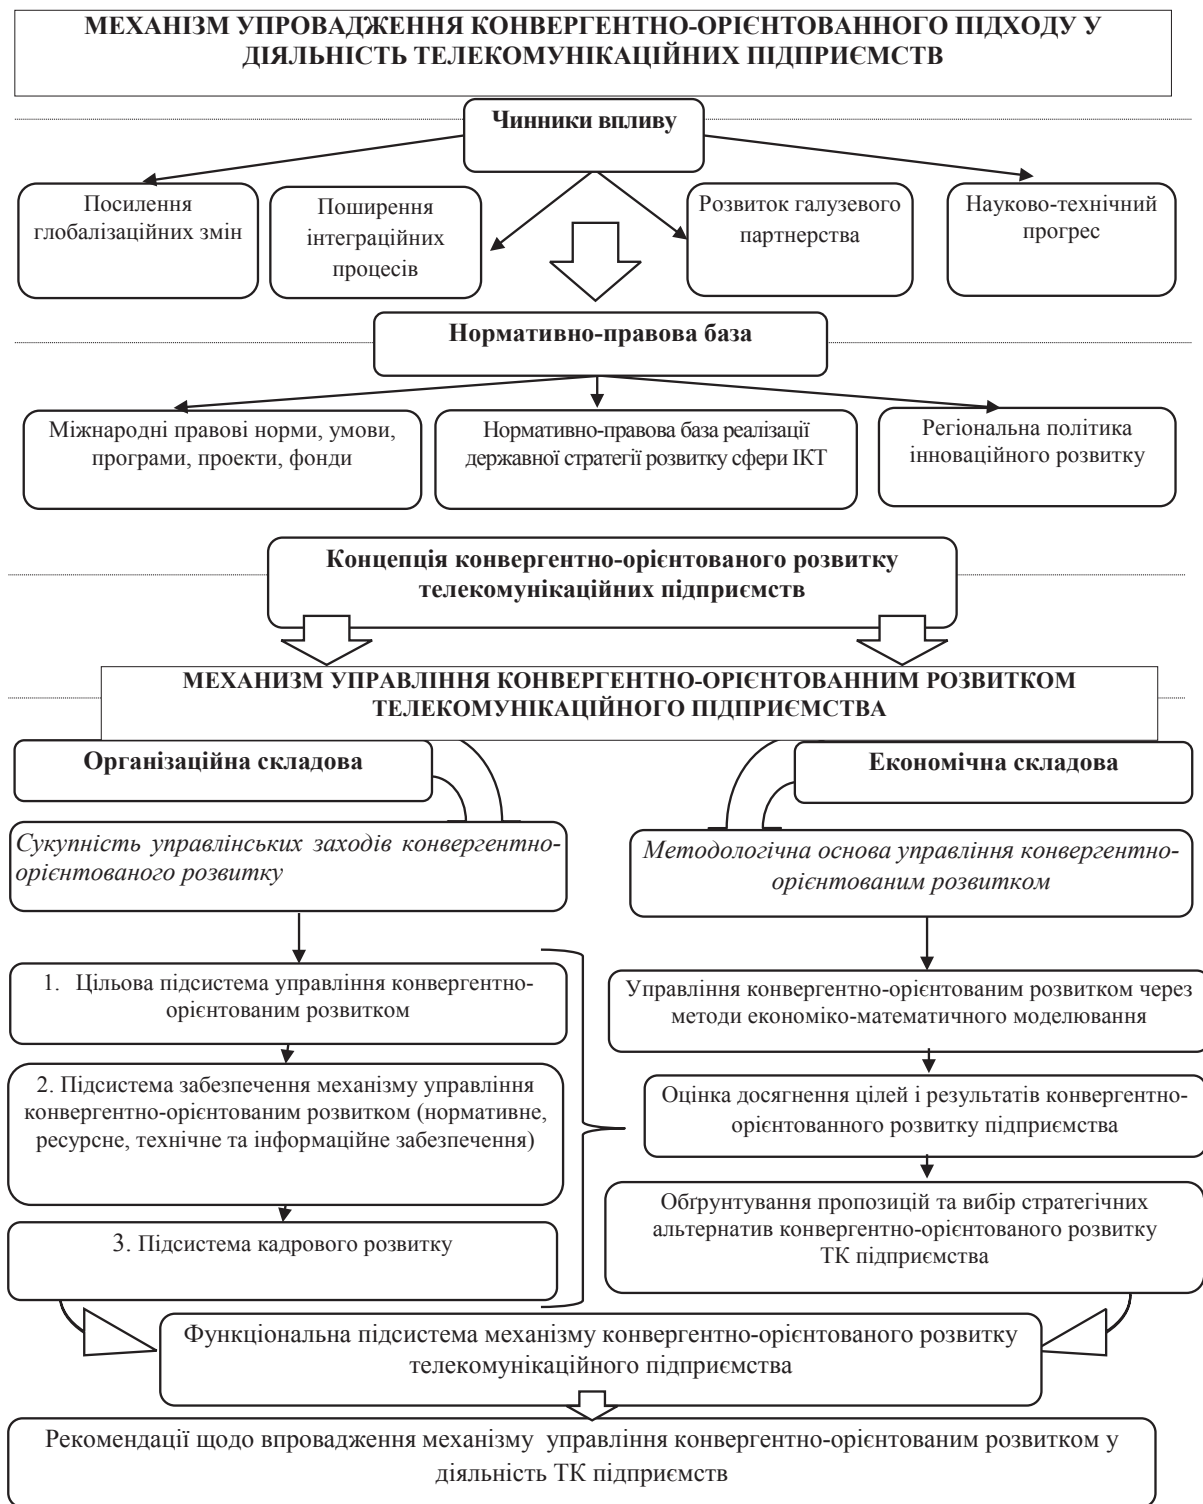 МЕХАНІЗМ УПРОВАДЖЕННЯ КОНВЕРГЕНТНО-ОРІЄНТОВАННОГО ПІДХОДУ У
ДІЯЛЬНІСТЬ ТЕЛЕКОМУНІКАЦІЙНИХ ПІДПРИЄМСТВ
Чинники впливу
Посилення
глобалізаційних змін
Поширення
інтеграційних
процесів
Розвиток галузевого
партнерства
Науково-технічний
прогрес
Нормативно-правова база
Міжнародні правові норми, умови,
програми, проекти, фонди
Нормативно-правова база реалізації
державної стратегії розвитку сфери ІКТ
Регіональна політика
інноваційного розвитку
Концепція конвергентно-орієнтованого розвитку
телекомунікаційних підприємств
МЕХАНИЗМ УПРАВЛІННЯ КОНВЕРГЕНТНО-ОРІЄНТОВАННИМ РОЗВИТКОМ
ТЕЛЕКОМУНІКАЦІЙНОГО ПІДПРИЄМСТВА
Організаційна складова
Економічна складова
Сукупність управлінських заходів конвергентно-
орієнтованого розвитку
Методологічна основа управління конвергентно-
орієнтованим розвитком
1. Цільова підсистема управління конвергентно-
орієнтованим розвитком
Управління конвергентно-орієнтованим розвитком через
методи економіко-математичного моделювання
2. Підсистема забезпечення механізму управління
конвергентно-орієнтованим розвитком (нормативне,
ресурсне, технічне та інформаційне забезпечення)
Оцінка досягнення цілей і результатів конвергентно-
орієнтованного розвитку підприємства
3. Підсистема кадрового розвитку
Обґрунтування пропозицій та вибір стратегічних
альтернатив конвергентно-орієнтованого розвитку
ТК підприємства
Функціональна підсистема механізму конвергентно-орієнтованого розвитку
телекомунікаційного підприємства
Рекомендації щодо впровадження механізму управління конвергентно-орієнтованим розвитком у
діяльність ТК підприємств